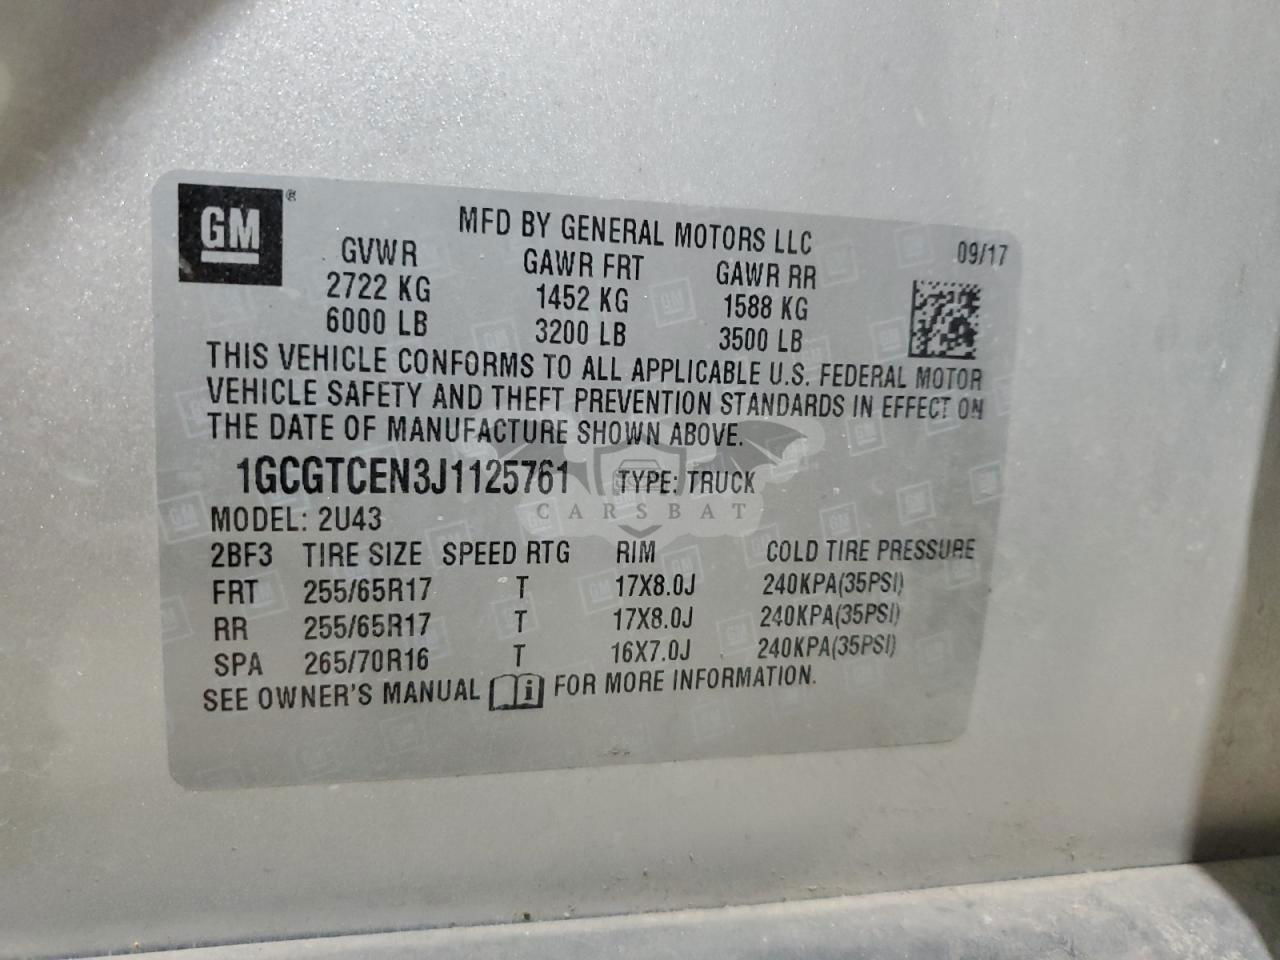 GM ®
MFD BY GENERAL MOTORS LLC 09/17
GVWR GAWR FRT GAWR RR
2722 KG 1452 KG 1588 KG
6000 LB 3200 LB 3500 LB
THIS VEHICLE CONFORMS TO ALL APPLICABLE U.S. FEDERAL MOTOR
VEHICLE SAFETY AND THEFT PREVENTION STANDARDS IN EFFECT ON
THE DATE OF MANUFACTURE SHOWN ABOVE.
1GCGTCEN3J1125761 TYPE: TRUCK
CARSBAT
MODEL: 2U43
2BF3 TIRE SIZE SPEED RTG RIM COLD TIRE PRESSURE
FRT 255/65R17 T 17X8.0J 240KPA(35PSI)
RR 255/65R17 T 17X8.0J 240KPA(35PSI)
SPA 265/70R16 T 16X7.0J 240KPA(35PSI)
SEE OWNER'S MANUAL i FOR MORE INFORMATION.